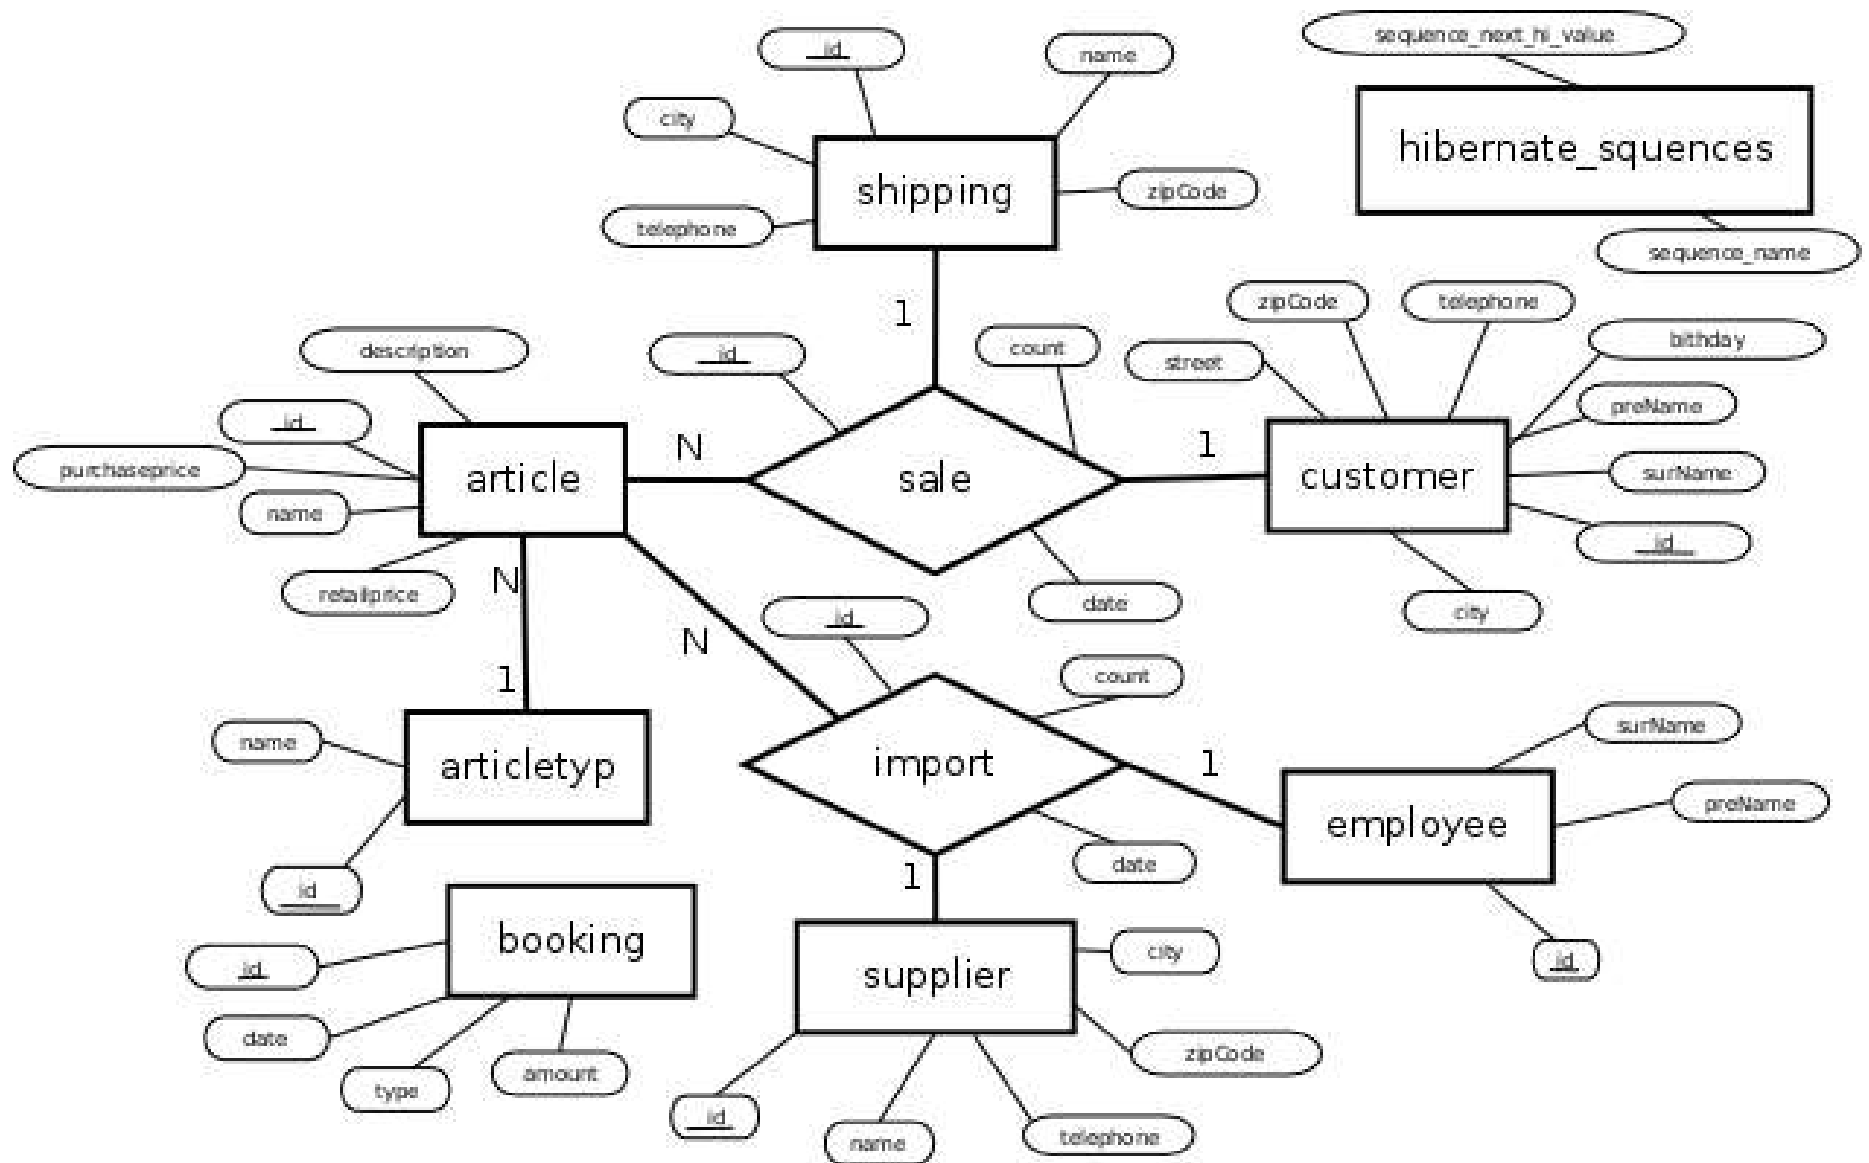 sequence_next_hi_value
id
name
city
hibernate_squences
shipping
zipCode
telephone
sequence_name
zipCode
telephone
1
description
id
count
street
bithday
id
preName
purchaseprice
article
N
sale
1
customer
surName
name
id
retailprice
N
date
city
id
N
count
1
surName
name
articletyp
import
1
preName
employee
id
date
1
booking
city
id
supplier
id
date
zipCode
type
amount
id
name
telephone